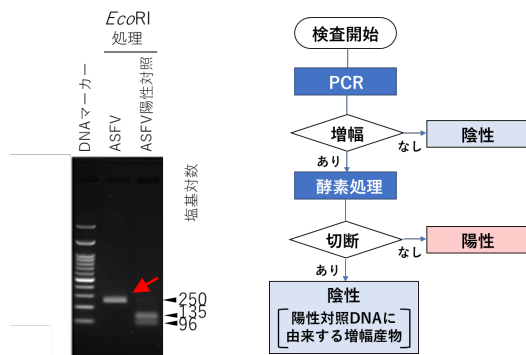 EcoRI
処理
DNAマーカー
ASFV
ASFV陽性対照
塩基対数
250
135
96
検査開始
PCR
増幅
なし
陰性
あり
酵素処理
切断
なし
陽性
あり
陰性
陽性対照DNAに
由来する増幅産物